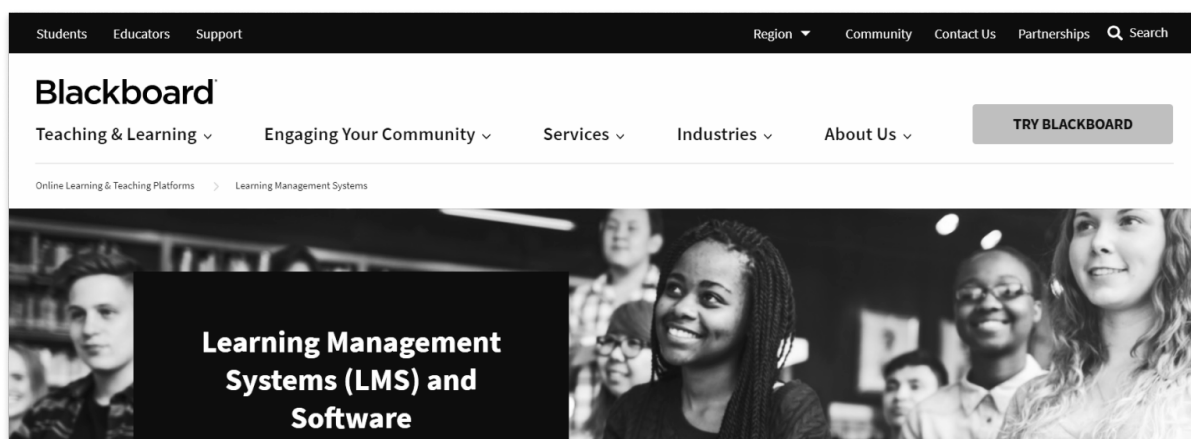 Students Educators Support Region Community Contact Us Partnerships Search
Blackboard
Teaching & Learning Engaging Your Community Services Industries About Us TRY BLACKBOARD
Online Learning & Teaching Platforms Learning Management Systems
Learning Management
Systems (LMS) and
Software